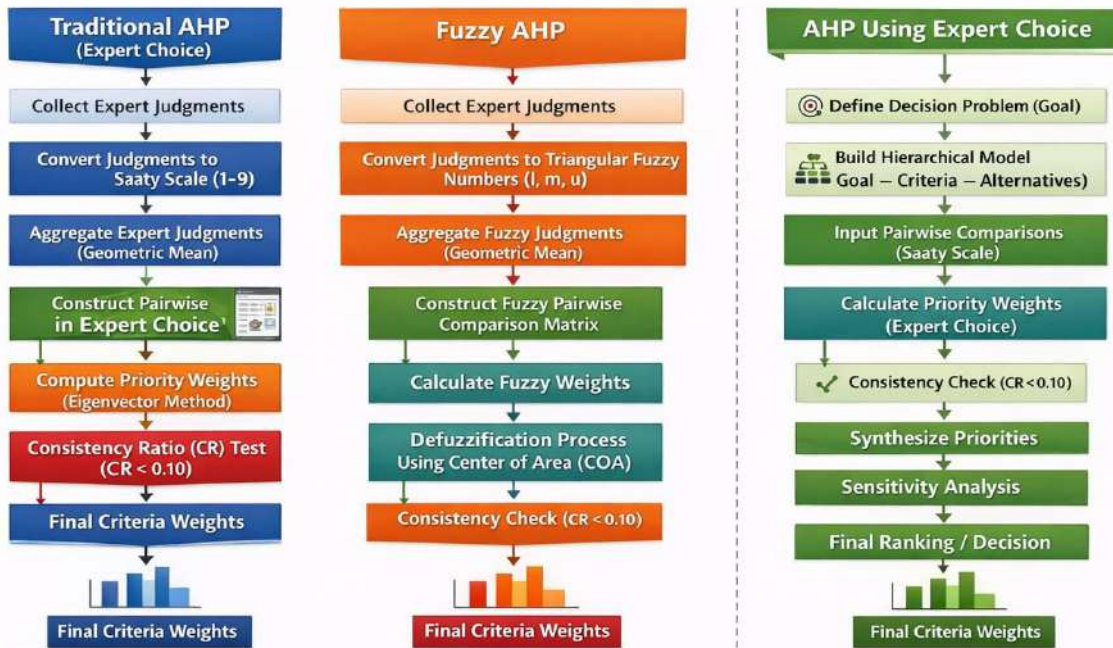 Traditional AHP
(Expert Choice)
Collect Expert Judgments
Convert Judgments to
Saaty Scale (1–9)
Aggregate Expert Judgments
(Geometric Mean)
Construct Pairwise
in Expert Choice¹
Compute Priority Weights
(Eigenvector Method)
Consistency Ratio (CR) Test
(CR < 0.10)
Final Criteria Weights
Final Criteria Weights
Fuzzy AHP
Collect Expert Judgments
Convert Judgments to Triangular Fuzzy
Numbers (l, m, u)
Aggregate Fuzzy Judgments
(Geometric Mean)
Construct Fuzzy Pairwise
Comparison Matrix
Calculate Fuzzy Weights
Defuzzification Process
Using Center of Area (COA)
Consistency Check (CR < 0.10)
Final Criteria Weights
AHP Using Expert Choice
Define Decision Problem (Goal)
Build Hierarchical Model
Goal – Criteria – Alternatives)
Input Pairwise Comparisons
(Saaty Scale)
Calculate Priority Weights
(Expert Choice)
Consistency Check (CR < 0.10)
Synthesize Priorities
Sensitivity Analysis
Final Ranking / Decision
Final Criteria Weights